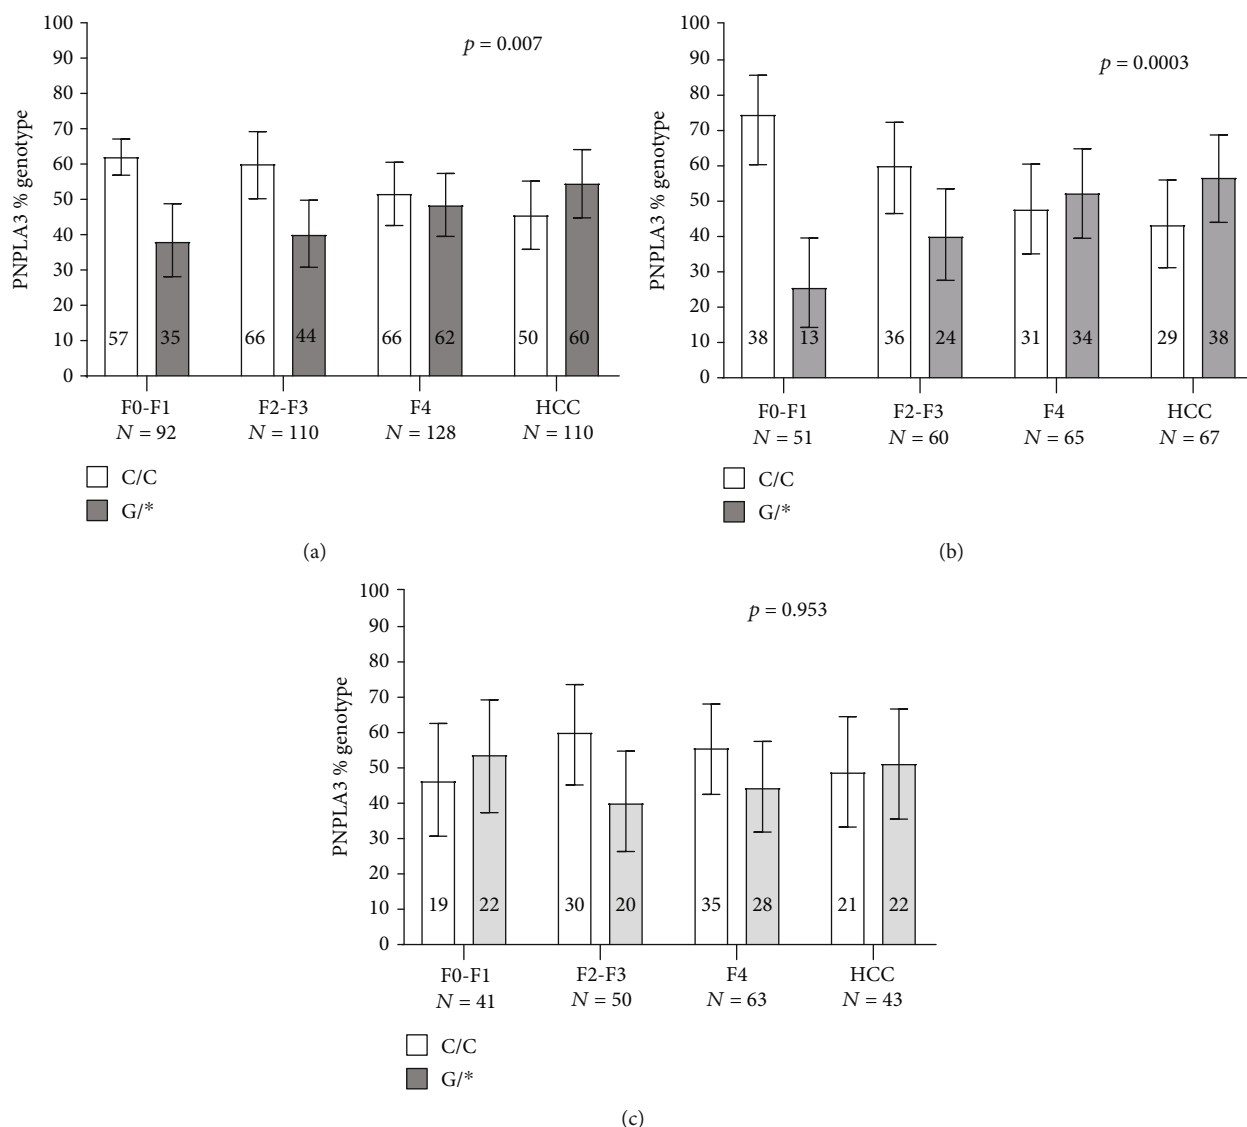 100
90
80
70
60
50
40
30
20
10
0
PNPLA3 % genotype
p = 0.007
57 35 66 44 66 62 50 60
F0-F1 F2-F3 F4 HCC
N = 92 N = 110 N = 128 N = 110
C/C
G/*
(a)
100
90
80
70
60
50
40
30
20
10
0
PNPLA3 % genotype
p = 0.0003
38 13 36 24 31 34 29 38
F0-F1 F2-F3 F4 HCC
N = 51 N = 60 N = 65 N = 67
C/C
G/*
(b)
100
90
80
70
60
50
40
30
20
10
0
PNPLA3 % genotype
p = 0.953
19 22 30 20 35 28 21 22
F0-F1 F2-F3 F4 HCC
N = 41 N = 50 N = 63 N = 43
C/C
G/*
(c)